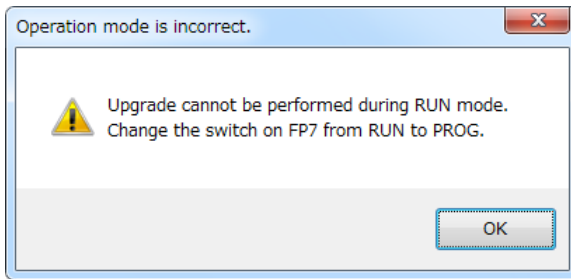 Operation mode is incorrect.
Upgrade cannot be performed during RUN mode.
Change the switch on FP7 from RUN to PROG.
OK